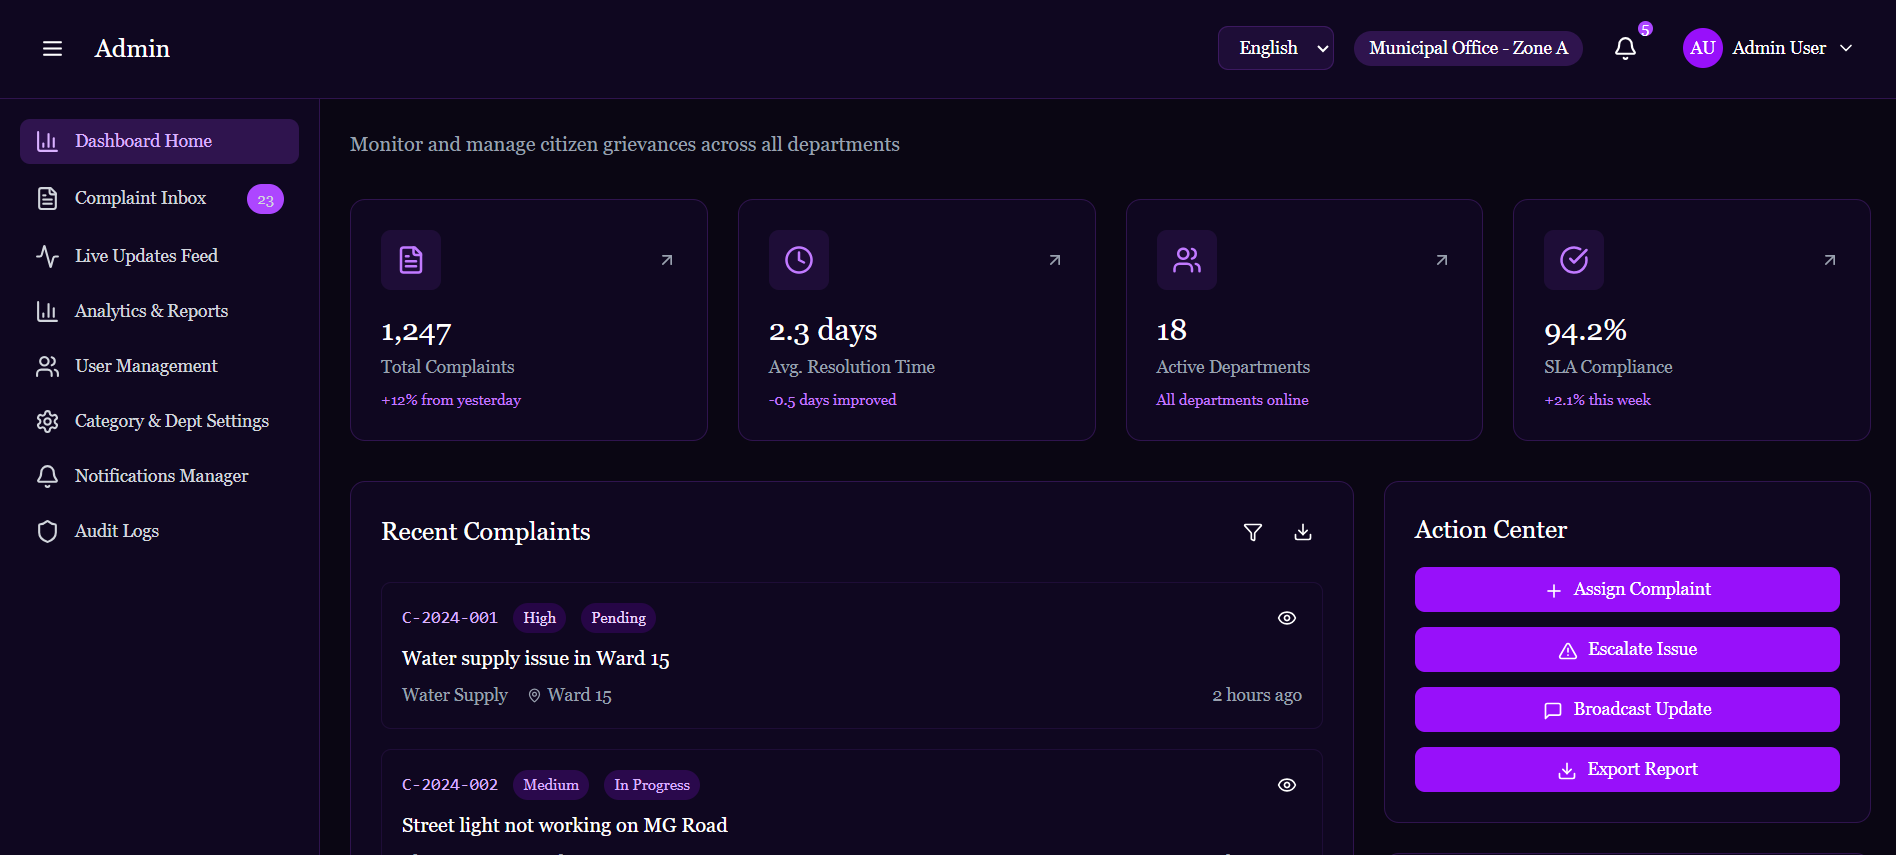 Admin
English
Municipal Office - Zone A
5
AU
Admin User
Dashboard Home
Complaint Inbox
23
Live Updates Feed
Analytics & Reports
User Management
Category & Dept Settings
Notifications Manager
Audit Logs
Monitor and manage citizen grievances across all departments
1,247
Total Complaints
+12% from yesterday
2.3 days
Avg. Resolution Time
-0.5 days improved
18
Active Departments
All departments online
94.2%
SLA Compliance
+2.1% this week
Recent Complaints
C-2024-001 High Pending
Water supply issue in Ward 15
Water Supply Ward 15 2 hours ago
C-2024-002 Medium In Progress
Street light not working on MG Road
Action Center
Assign Complaint
Escalate Issue
Broadcast Update
Export Report